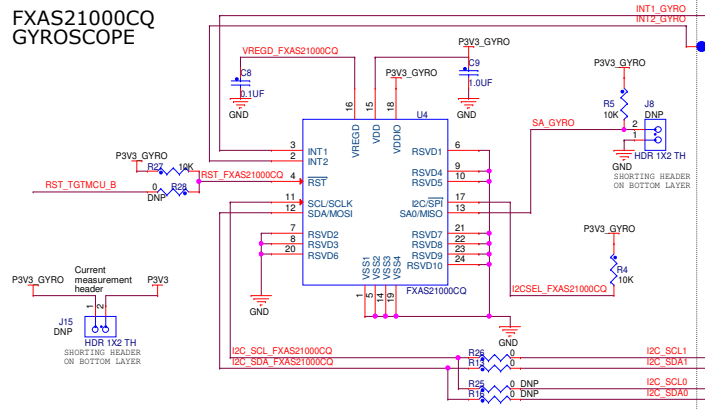 FXAS21000CQ
GYROSCOPE
INT1_GYRO
INT2_GYRO
VREGD_FXAS21000CQ
P3V3_GYRO
C8
0.1UF
GND
C9
1.0UF
GND
P3V3_GYRO
P3V3_GYRO
R5
10K
J8
DNP
SA_GYRO
2
1
GND
HDR 1X2 TH
SHORTING HEADER
ON BOTTOM LAYER
U4
16
15
18
VREGD
VDD
VDDIO
3
INT1
2
INT2
4
RST
11
SCL/SCLK
12
SDA/MOSI
7
RSVD2
8
RSVD3
20
RSVD6
RSVD1
6
RSVD4
9
RSVD5
10
I2C/SPI
17
SA0/MISO
13
RSVD7
21
RSVD8
22
RSVD9
23
RSVD10
24
VSS1
VSS2
VSS3
VSS4
1
5
14
19
FXAS21000CQ
P3V3_GYRO
R27
10K
RST_FXAS21000CQ
RST_TGTMCU_B
0
R28
DNP
GND
P3V3_GYRO
R4
10K
I2CSEL_FXAS21000CQ
GND
P3V3_GYRO
Current
measurement
header
P3V3
1
2
J15
DNP
HDR 1X2 TH
SHORTING HEADER
ON BOTTOM LAYER
I2C_SCL_FXAS21000CQ
R26
0
I2C_SCL1
I2C_SDA_FXAS21000CQ
0
I2C_SDA1
R25
0 DNP
I2C_SCL0
0 DNP
I2C_SDA0